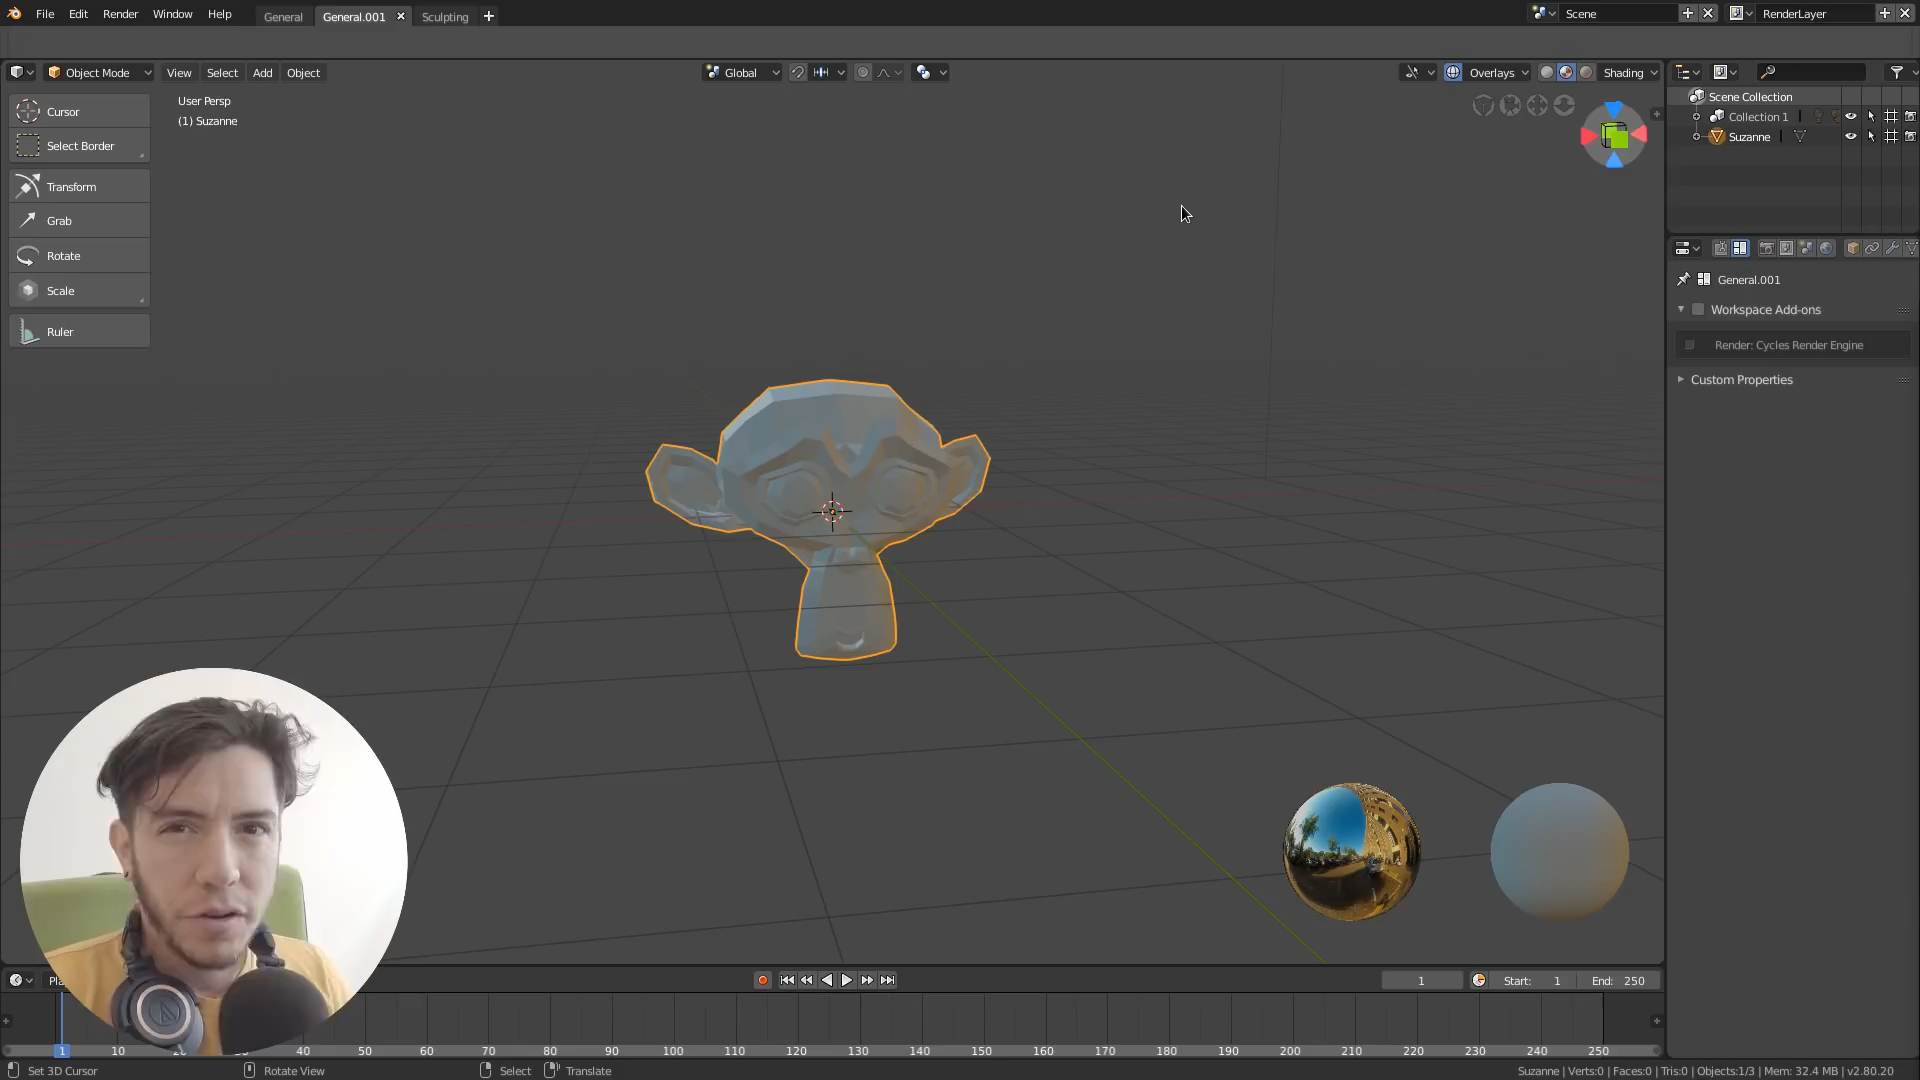 File Edit Render Window Help General General.001 Sculpting Scene RenderLayer
Object Mode View Select Add Object Global Overlays Shading
Cursor
Select Border
Transform
Grab
Rotate
Scale
Ruler
User Persp
(1) Suzanne
Scene Collection
Collection 1
Suzanne
General.001
Workspace Add-ons
Render: Cycles Render Engine
Custom Properties
1 Start: 1 End: 250
1 10 40 50 60 70 80 90 100 110 120 130 140 150 160 170 180 190 200 210 220 230 240 250
Set 3D Cursor Rotate View Select Translate Suzanne | Verts:0 | Faces:0 | Tris:0 | Objects:1/3 | Mem: 32.4 MB | v2.80.20